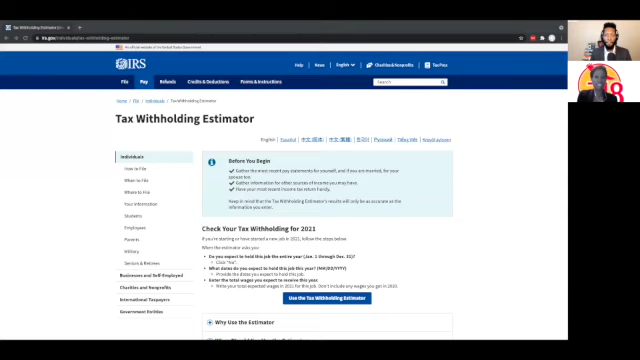 Tax Withholding Estimator
irs.gov/individuals/tax-withholding-estimator
An official website of the United States Government
IRS
Help
News
English
Charities & Nonprofits
Tax Pros
File
Pay
Refunds
Credits & Deductions
Forms & Instructions
Search
Home / File / Individuals / Tax Withholding Estimator
Tax Withholding Estimator
English
Español
中文 (简体)
中文 (繁體)
한국어
Русский
Tiếng Việt
Kreyòl ayisyen
Individuals
How to File
When to File
Where to File
Your Information
Students
Employees
Parents
Military
Seniors & Retirees
Businesses and Self-Employed
Charities and Nonprofits
International Taxpayers
Government Entities
Before You Begin
Gather the most recent pay statements for yourself, and if you are married, for your
spouse too.
Gather information for other sources of income you may have.
Have your most recent income tax return handy.
Keep in mind that the Tax Withholding Estimator's results will only be as accurate as the
information you enter.
Check Your Tax Withholding for 2021
If you're starting or have started a new job in 2021, follow the steps below.
When the estimator asks you:
Do you expect to hold this job the entire year (Jan. 1 through Dec. 31)?
Click "No".
What dates do you expect to hold this job this year? (MM/DD/YYYY)
Provide the dates you expect to hold this job.
Enter the total wages you expect to receive this year.
Write your total expected wages in 2021 for this job. Don't include any wages you got in 2020.
Use the Tax Withholding Estimator
Why Use the Estimator